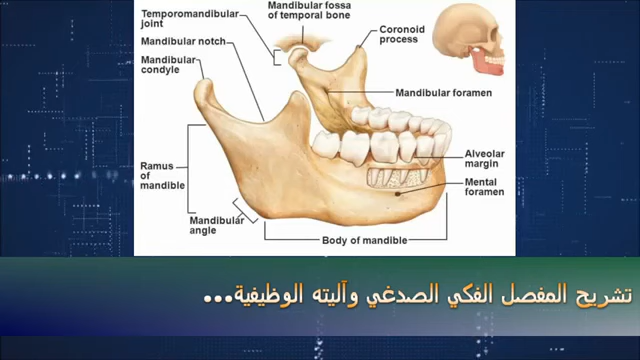 Mandibular fossa
of temporal bone
Temporomandibular
joint
Coronoid
process
Mandibular notch
Mandibular
condyle
Mandibular foramen
Alveolar
margin
Ramus
of
mandible
Mental
foramen
Mandibular
angle
Body of mandible
تشريح المفصل الفكي الصدغي وآليته الوظيفية...